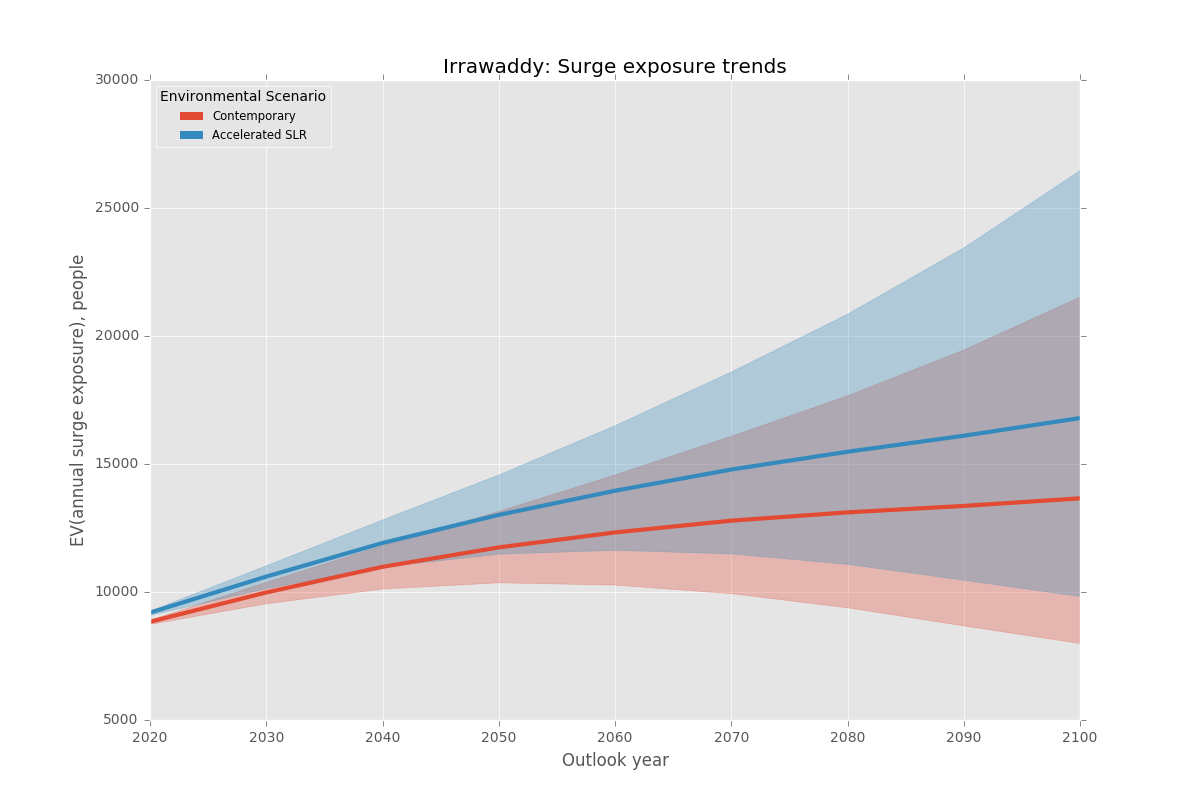 Irrawaddy: Surge exposure trends
Environmental Scenario
Contemporary
Accelerated SLR
EV(annual surge exposure), people
30000
25000
20000
15000
10000
5000
2020 2030 2040 2050 2060 2070 2080 2090 2100
Outlook year